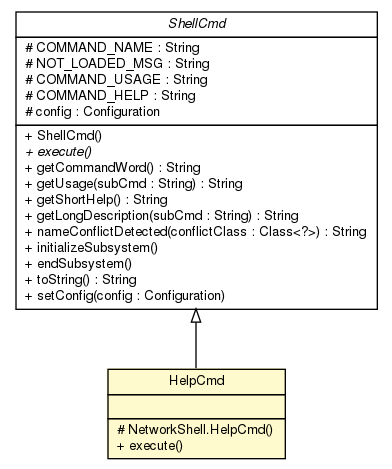 ShellCmd
# COMMAND_NAME : String
# NOT_LOADED_MSG : String
# COMMAND_USAGE : String
# COMMAND_HELP : String
# config : Configuration
+ ShellCmd()
+ execute()
+ getCommandWord() : String
+ getUsage(subCmd : String) : String
+ getShortHelp() : String
+ getLongDescription(subCmd : String) : String
+ nameConflictDetected(conflictClass : Class<?>) : String
+ initializeSubsystem()
+ endSubsystem()
+ toString() : String
+ setConfig(config : Configuration)
HelpCmd
# NetworkShell.HelpCmd()
+ execute()